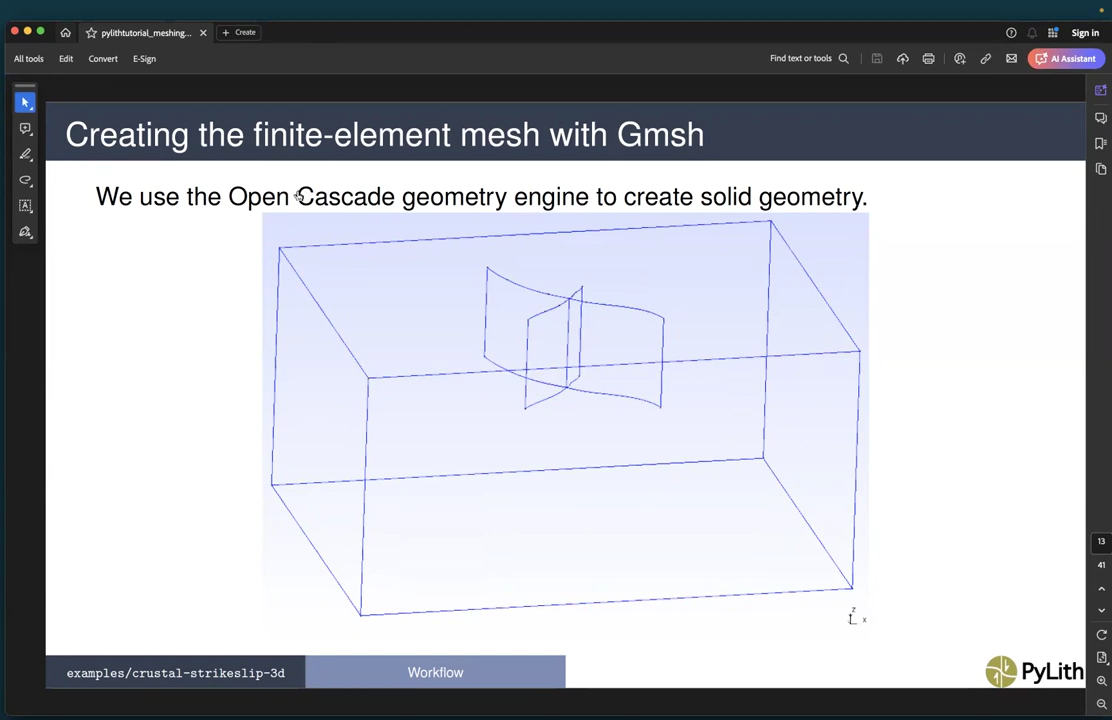 pylithtutorial_meshing...
Create
Sign in
All tools
Edit
Convert
E-Sign
Find text or tools
AI Assistant
Creating the finite-element mesh with Gmsh
We use the Open Cascade geometry engine to create solid geometry.
z
x
13
41
examples/crustal-strikeslip-3d
Workflow
PyLith